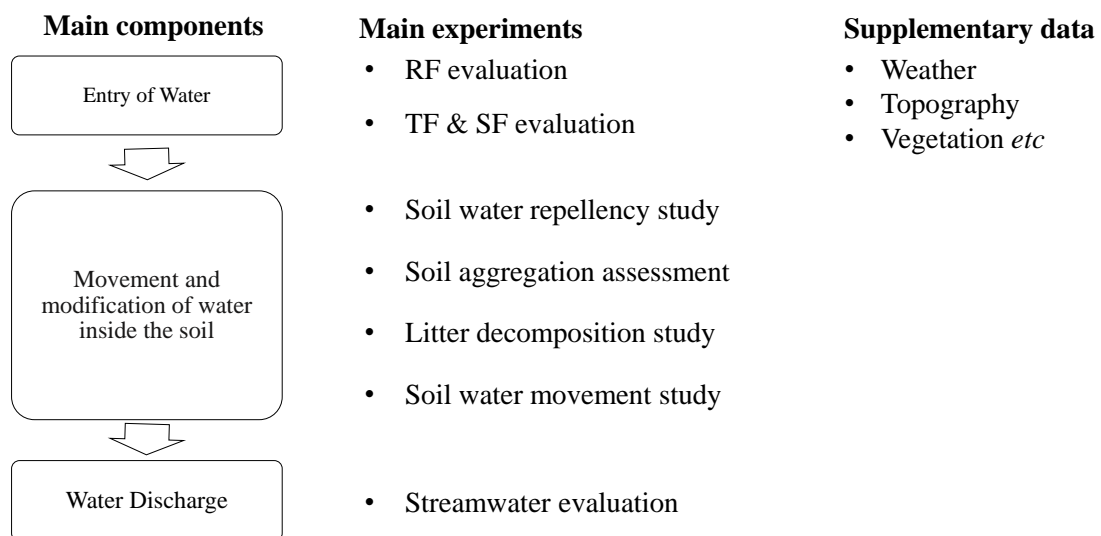 Main components
Entry of Water
Movement and
modification of water
inside the soil
Water Discharge
Main experiments
• RF evaluation
• TF & SF evaluation
• Soil water repellency study
• Soil aggregation assessment
• Litter decomposition study
• Soil water movement study
• Streamwater evaluation
Supplementary data
• Weather
• Topography
• Vegetation etc